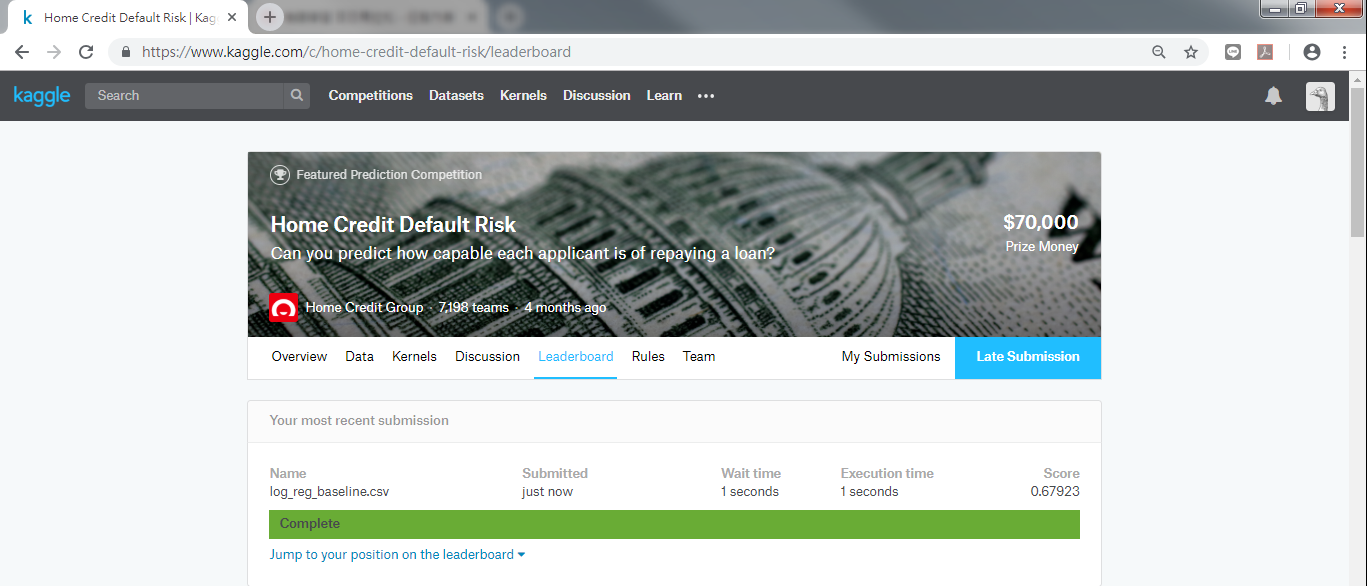 Home Credit Default Risk | Kag
https://www.kaggle.com/c/home-credit-default-risk/leaderboard
kaggle Search Competitions Datasets Kernels Discussion Learn •••
Featured Prediction Competition
Home Credit Default Risk $70,000
Can you predict how capable each applicant is of repaying a loan? Prize Money
Home Credit Group · 7,198 teams · 4 months ago
Overview Data Kernels Discussion Leaderboard Rules Team My Submissions Late Submission
Your most recent submission
Name Submitted Wait time Execution time Score
log_reg_baseline.csv just now 1 seconds 1 seconds 0.67923
Complete
Jump to your position on the leaderboard